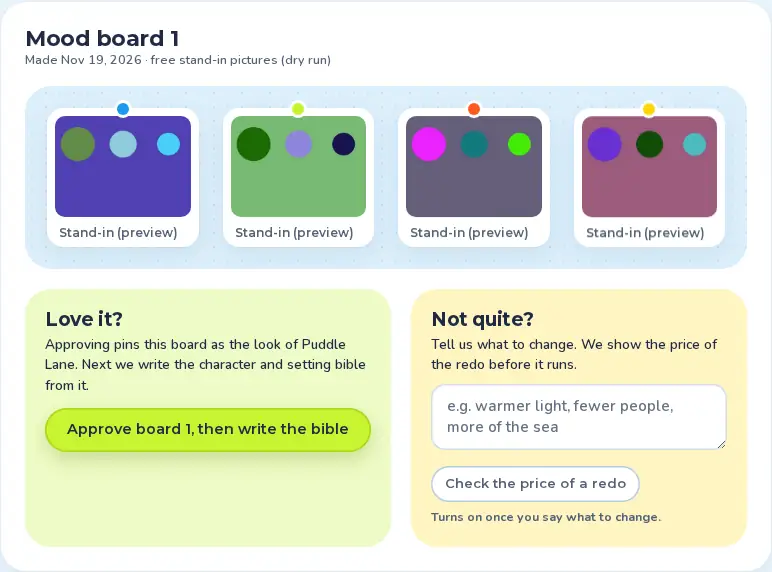 Mood board 1
Made Nov 19, 2026 · free stand-in pictures (dry run)
Stand-in (preview)
Stand-in (preview)
Stand-in (preview)
Stand-in (preview)
Love it?
Approving pins this board as the look of Puddle
Lane. Next we write the character and setting bible
from it.
Approve board 1, then write the bible
Not quite?
Tell us what to change. We show the price of
the redo before it runs.
e.g. warmer light, fewer people,
more of the sea
Check the price of a redo
Turns on once you say what to change.